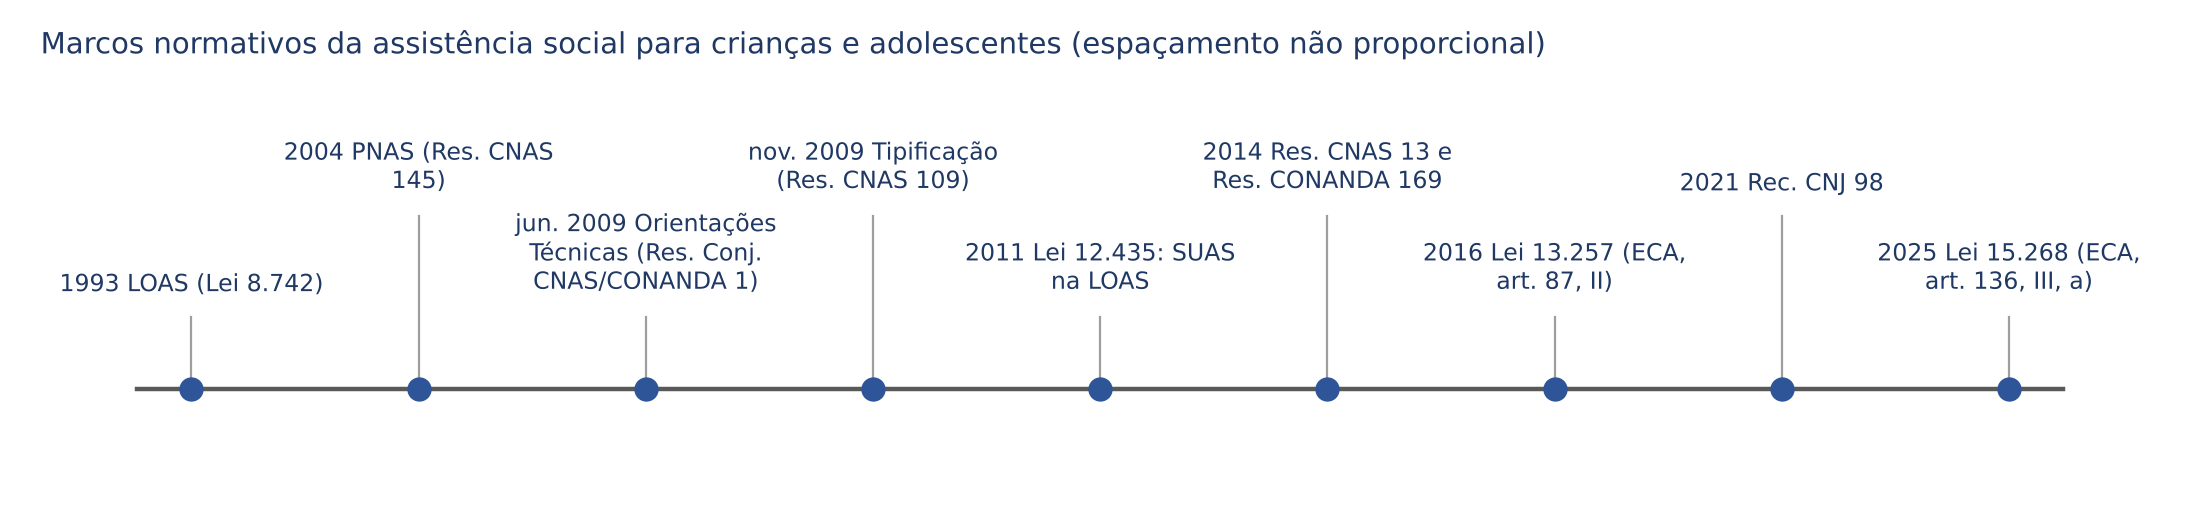 Marcos normativos da assistência social para crianças e adolescentes (espaçamento não proporcional)
1993 LOAS (Lei 8.742)
2004 PNAS (Res. CNAS
145)
jun. 2009 Orientações
Técnicas (Res. Conj.
CNAS/CONANDA 1)
nov. 2009 Tipificação
(Res. CNAS 109)
2011 Lei 12.435: SUAS
na LOAS
2014 Res. CNAS 13 e
Res. CONANDA 169
2016 Lei 13.257 (ECA,
art. 87, II)
2021 Rec. CNJ 98
2025 Lei 15.268 (ECA,
art. 136, III, a)